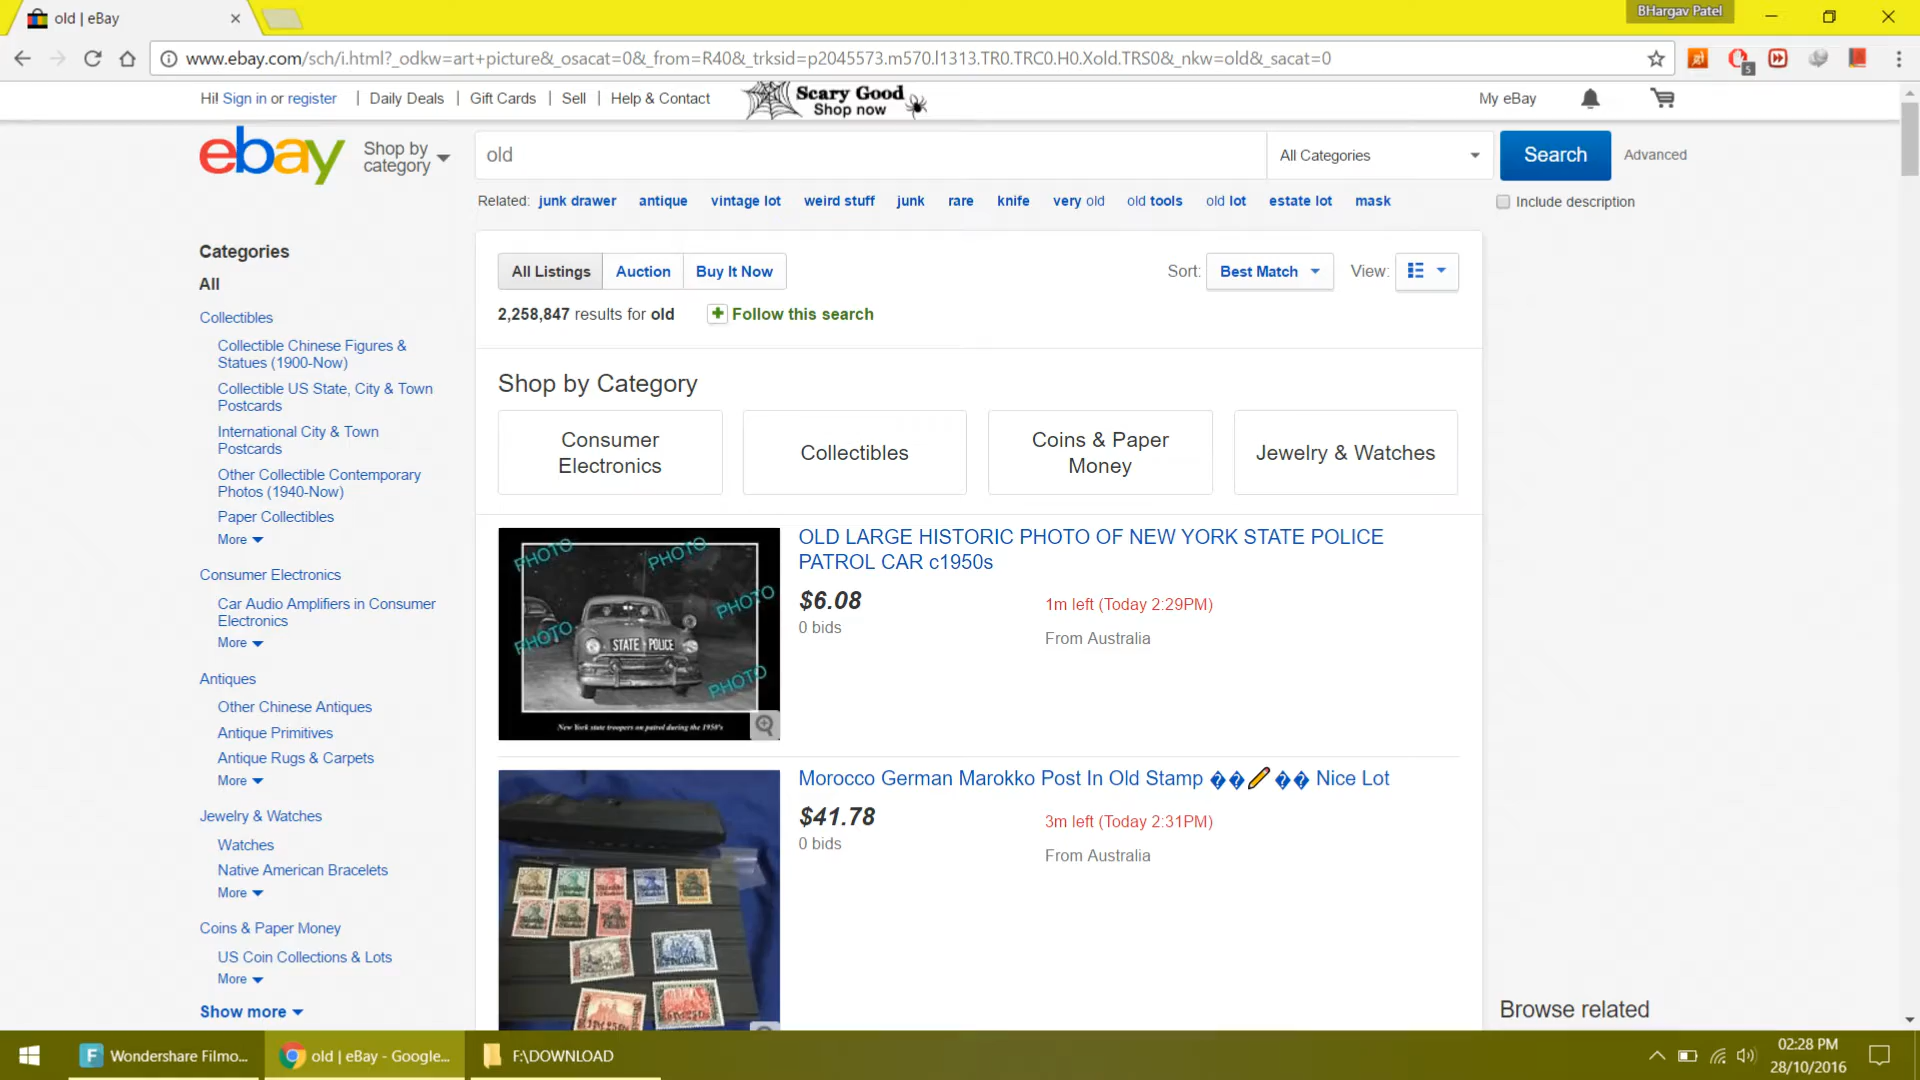 old | eBay
BHargav Patel
www.ebay.com/sch/i.html?_odkw=art+picture&_osacat=0&_from=R40&_trksid=p2045573.m570.l1313.TR0.TRC0.H0.Xold.TRS0&_nkw=old&_sacat=0
5
Hi! Sign in or register
Daily Deals
Gift Cards
Sell
Help & Contact
Scary Good
Shop now
My eBay
ebay
Shop by
category
old
All Categories
Search
Advanced
Related: junk drawer antique vintage lot weird stuff junk rare knife very old old tools old lot estate lot mask
Include description
Categories
All
Collectibles
Collectible Chinese Figures &
Statues (1900-Now)
Collectible US State, City & Town
Postcards
International City & Town
Postcards
Other Collectible Contemporary
Photos (1940-Now)
Paper Collectibles
More
Consumer Electronics
Car Audio Amplifiers in Consumer
Electronics
More
Antiques
Other Chinese Antiques
Antique Primitives
Antique Rugs & Carpets
More
Jewelry & Watches
Watches
Native American Bracelets
More
Coins & Paper Money
US Coin Collections & Lots
More
Show more
All Listings
Auction
Buy It Now
Sort: Best Match
View:
2,258,847 results for old
Follow this search
Shop by Category
Consumer
Electronics
Collectibles
Coins & Paper
Money
Jewelry & Watches
PHOTO
PHOTO
PHOTO
PHOTO
PHOTO
STATE POLICE
New York state troopers on patrol during the 1950's
OLD LARGE HISTORIC PHOTO OF NEW YORK STATE POLICE
PATROL CAR c1950s
$6.08
0 bids
1m left (Today 2:29PM)
From Australia
Morocco German Marokko Post In Old Stamp ��✏�� Nice Lot
$41.78
0 bids
3m left (Today 2:31PM)
From Australia
Browse related
Wondershare Filmo...
old | eBay - Google...
F:\DOWNLOAD
02:28 PM
28/10/2016